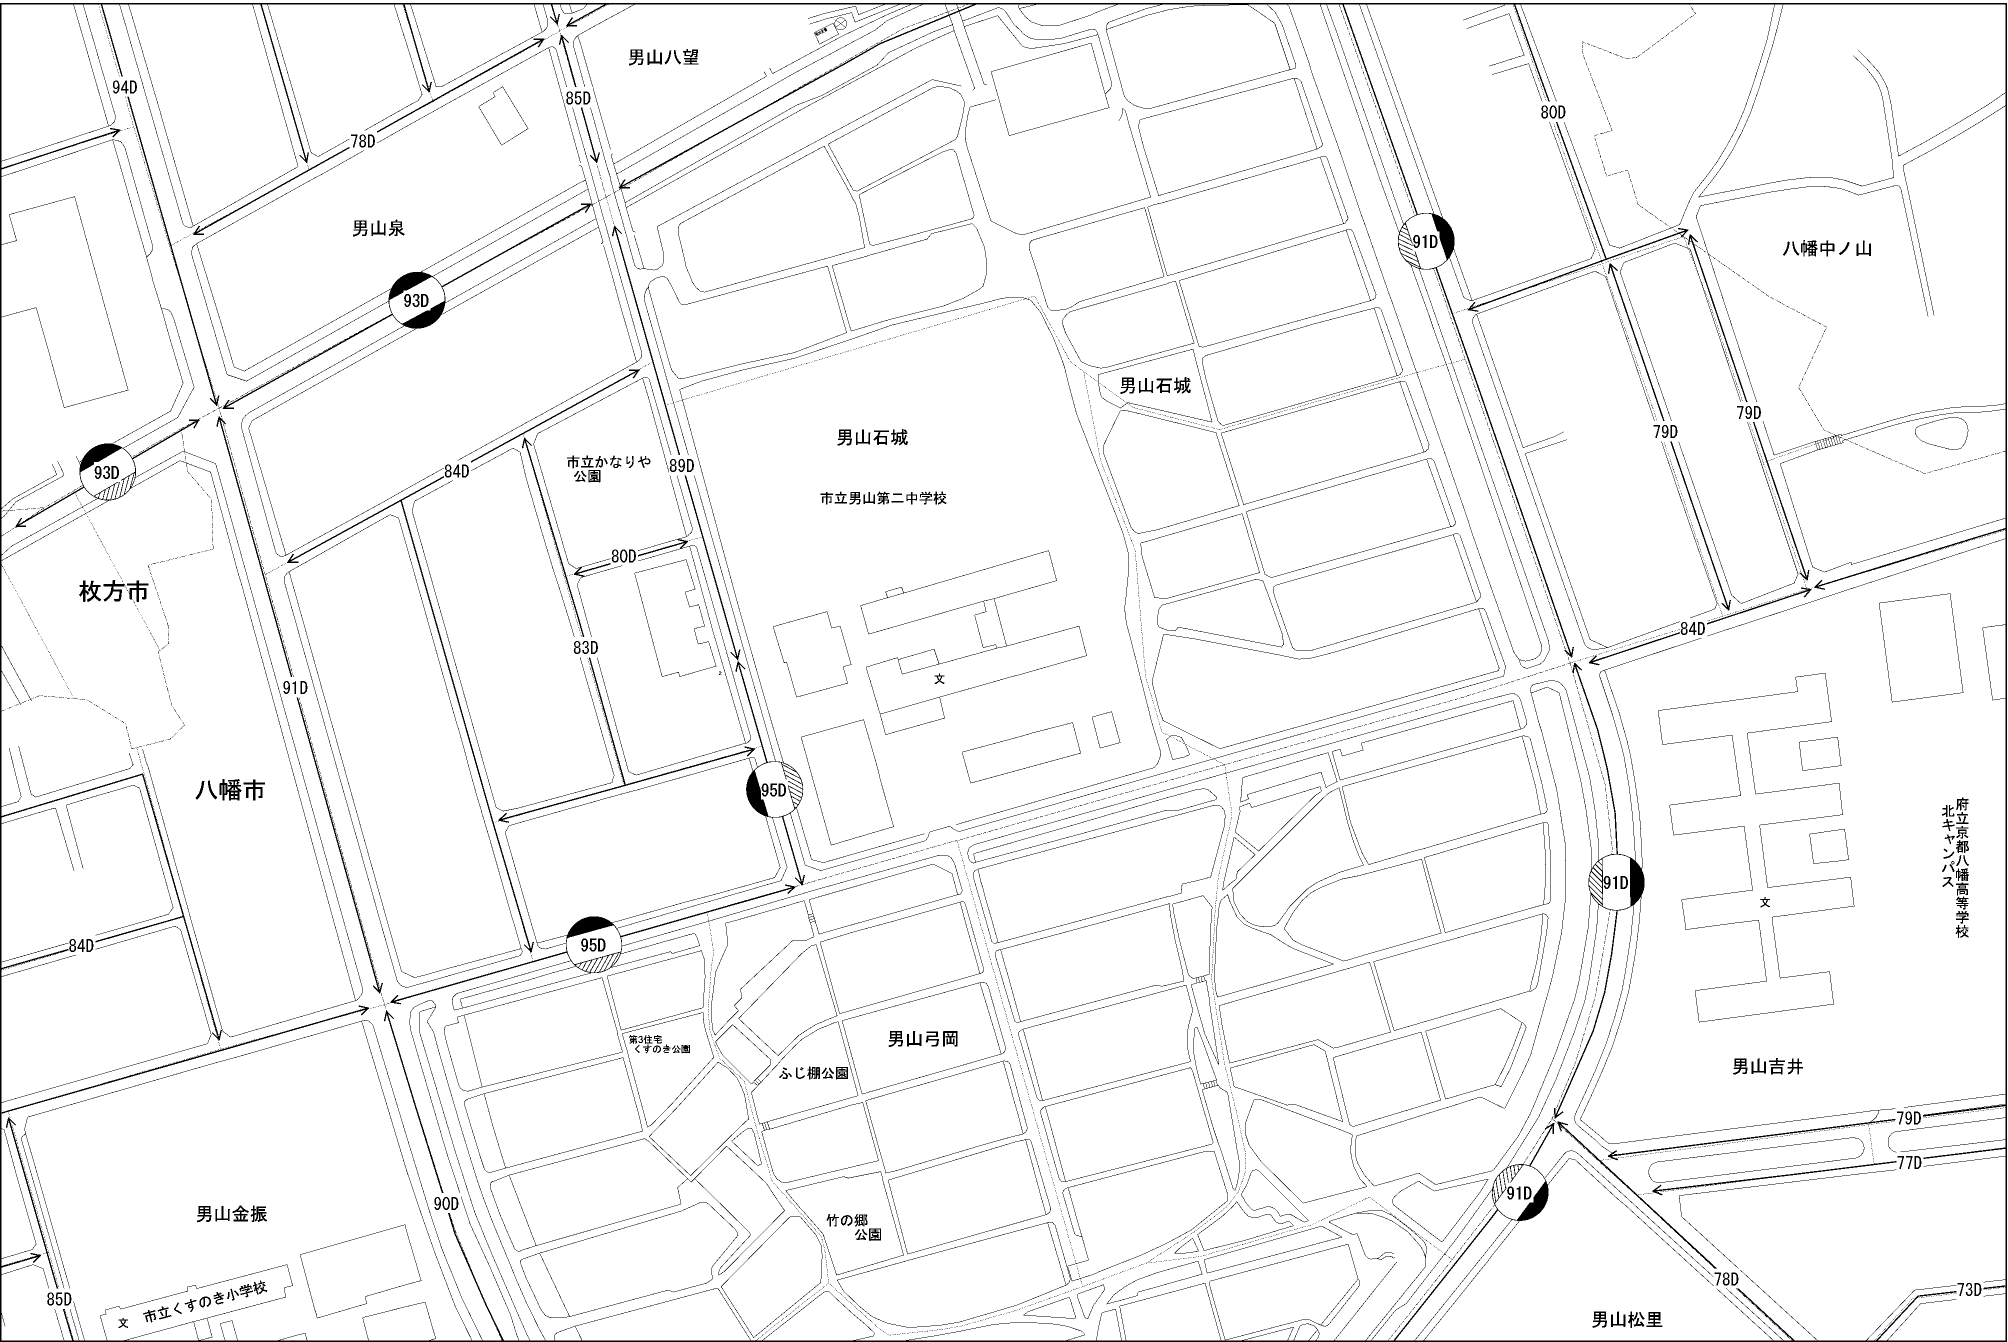 男山八望
94D
85D
78D
80D
男山泉
91D
八幡中ノ山
93D
男山石城
79D
79D
男山石城
市立かなりや
公園
84D
89D
93D
市立男山第二中学校
80D
枚方市
84D
83D
文
91D
八幡市
95D
府立京都八幡高等学校
北キャンパス
91D
文
95D
84D
第3住宅
くすのき公園
男山弓岡
ふじ棚公園
男山吉井
79D
77D
91D
90D
男山金振
竹の郷
公園
78D
73D
85D
市立くすのき小学校
文
男山松里